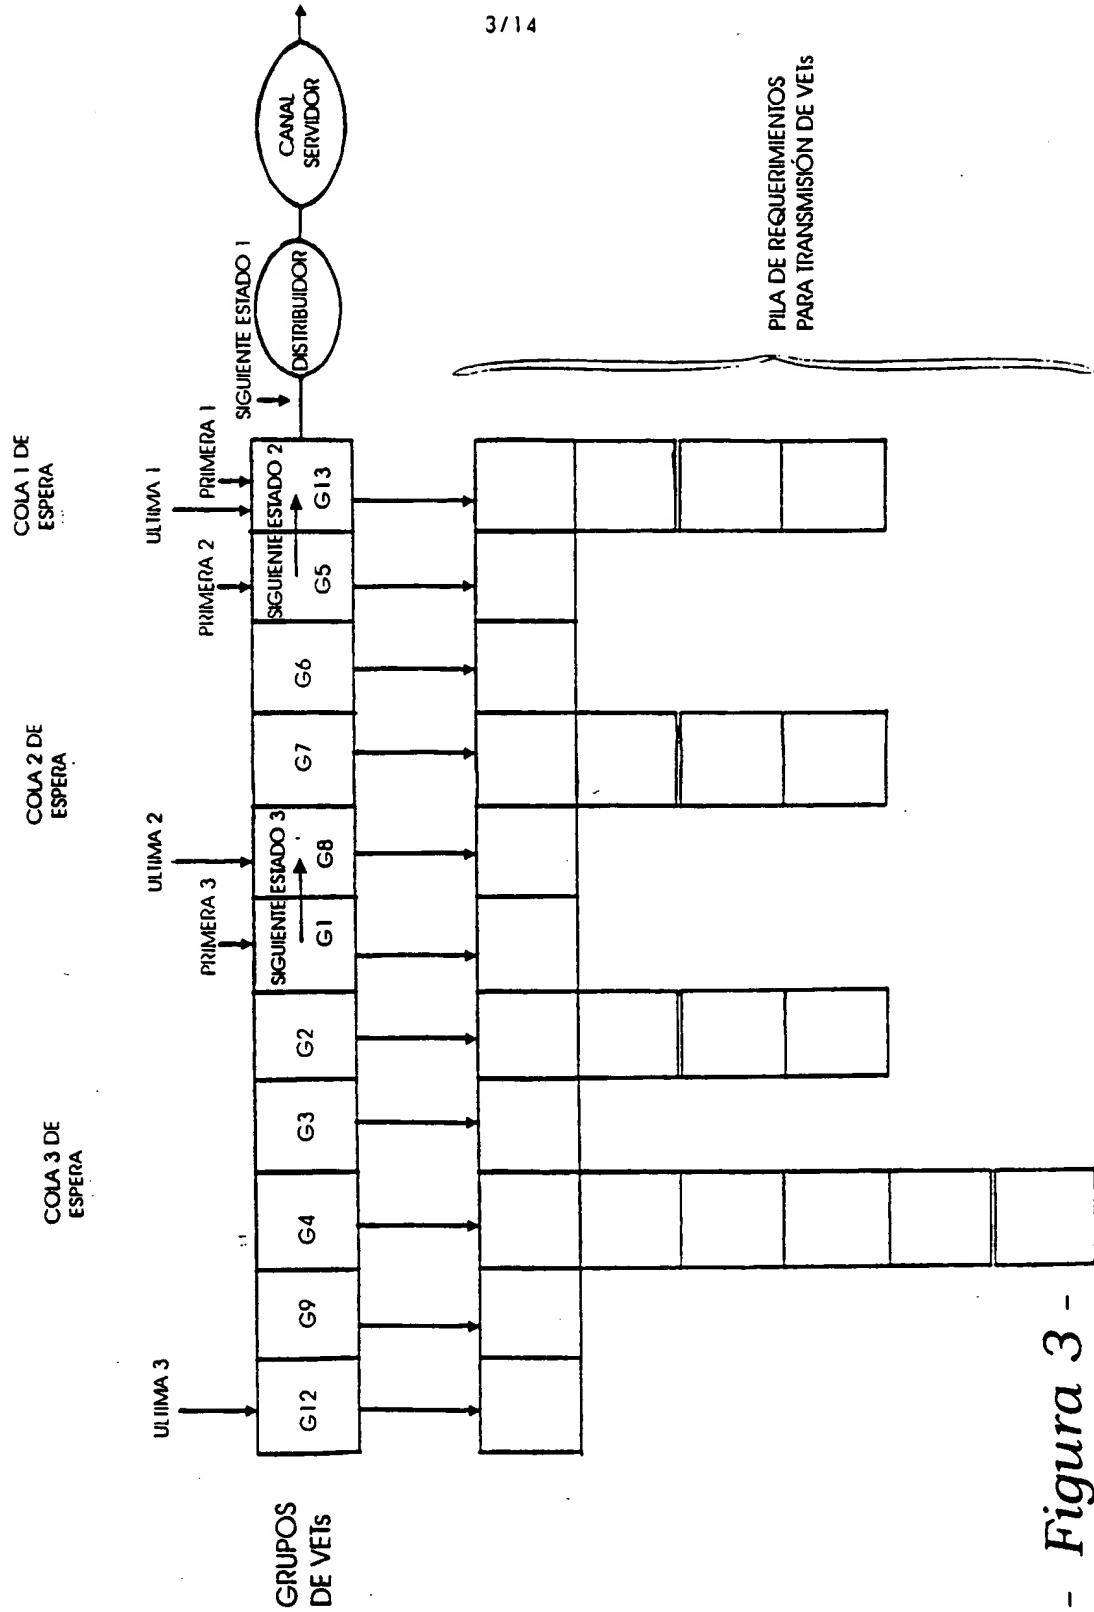 3/14
COLA 3 DE
ESPERA
COLA 2 DE
ESPERA
COLA 1 DE
ESPERA
ULTIMA 3
PRIMERA 3
ULTIMA 2
PRIMERA 2
ULTIMA 1
PRIMERA 1
SIGUIENTE ESTADO 1
GRUPOS
DE VETs
G12
G9
G4
G3
G2
G1
SIGUIENTE ESTADO 3
G8
G7
G6
G5
SIGUIENTE ESTADO 2
G13
DISTRIBUIDOR
CANAL
SERVIDOR
PILA DE REQUERIMIENTOS
PARA TRANSMISIÓN DE VETs
- Figura 3 -